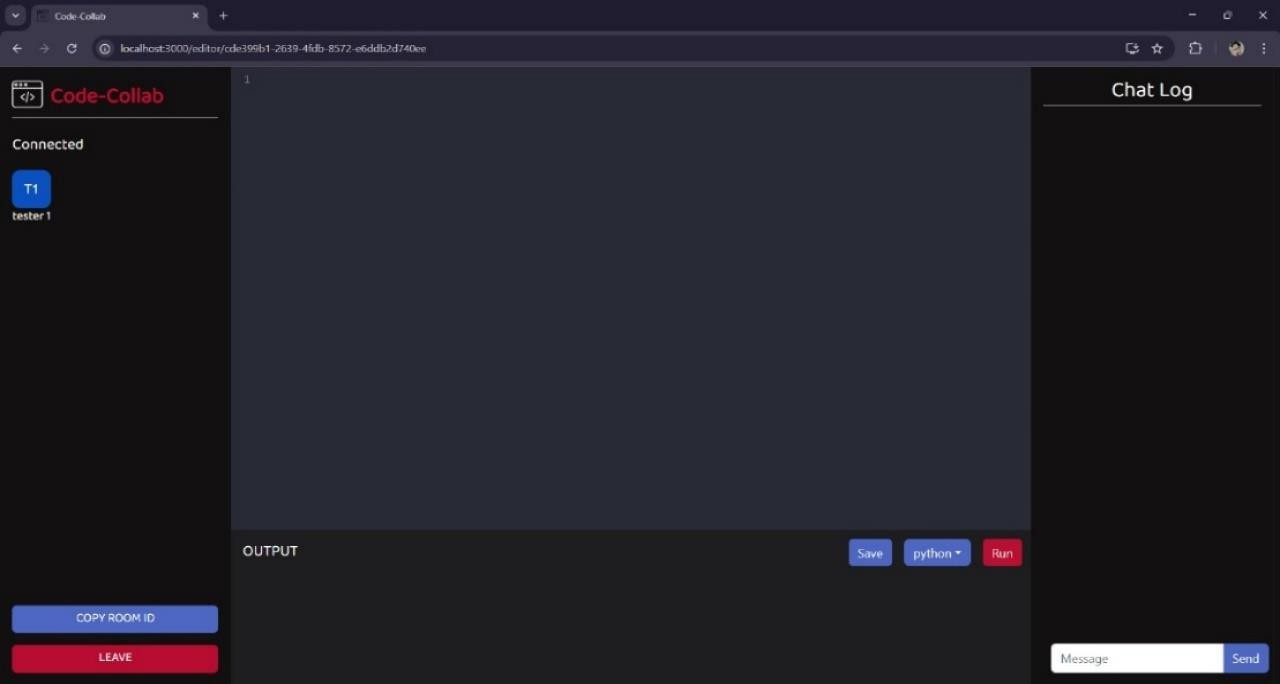 Code-Collab
localhost:3000/editor/cde399b1-2639-4fdb-8572-e6ddb2d740ee
Code-Collab
Connected
T1
tester 1
COPY ROOM ID
LEAVE
1
OUTPUT
Save
python
Run
Chat Log
Message
Send